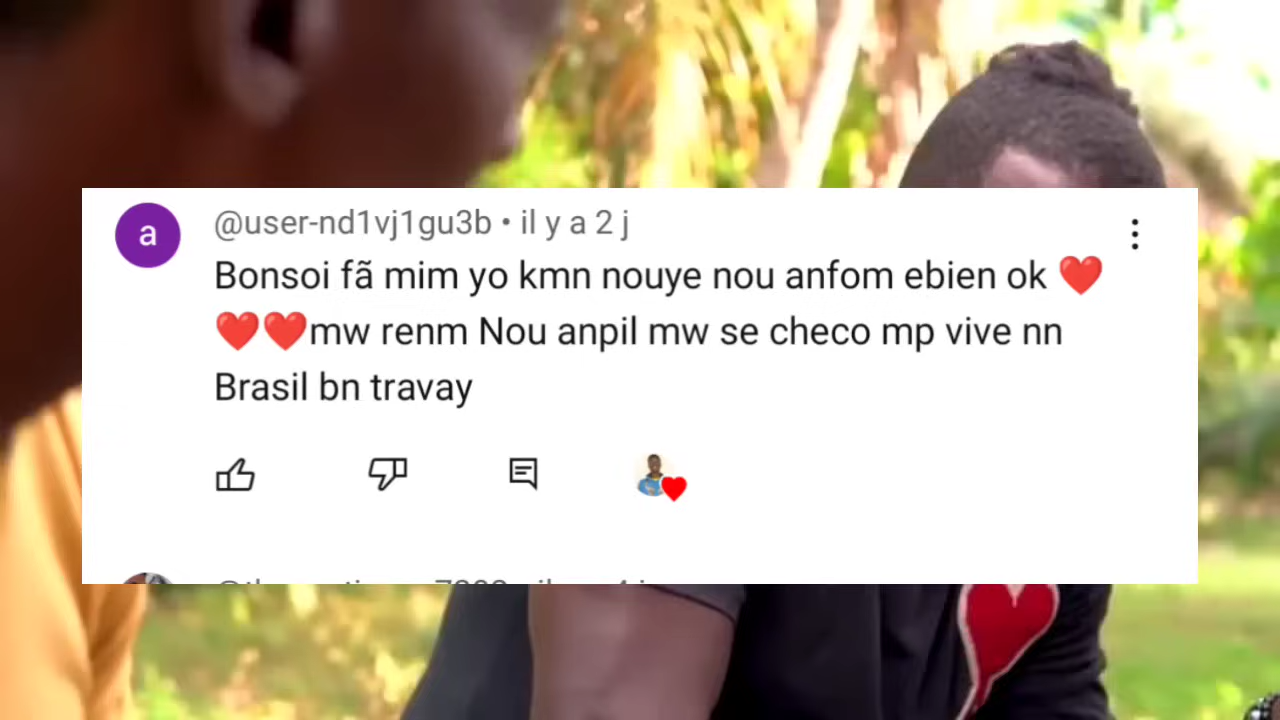 a
@user-nd1vj1gu3b • il y a 2 j
Bonsoi fã mim yo kmn nouye nou anfom ebien ok ❤️
❤️❤️mw renm Nou anpil mw se checo mp vive nn
Brasil bn travay